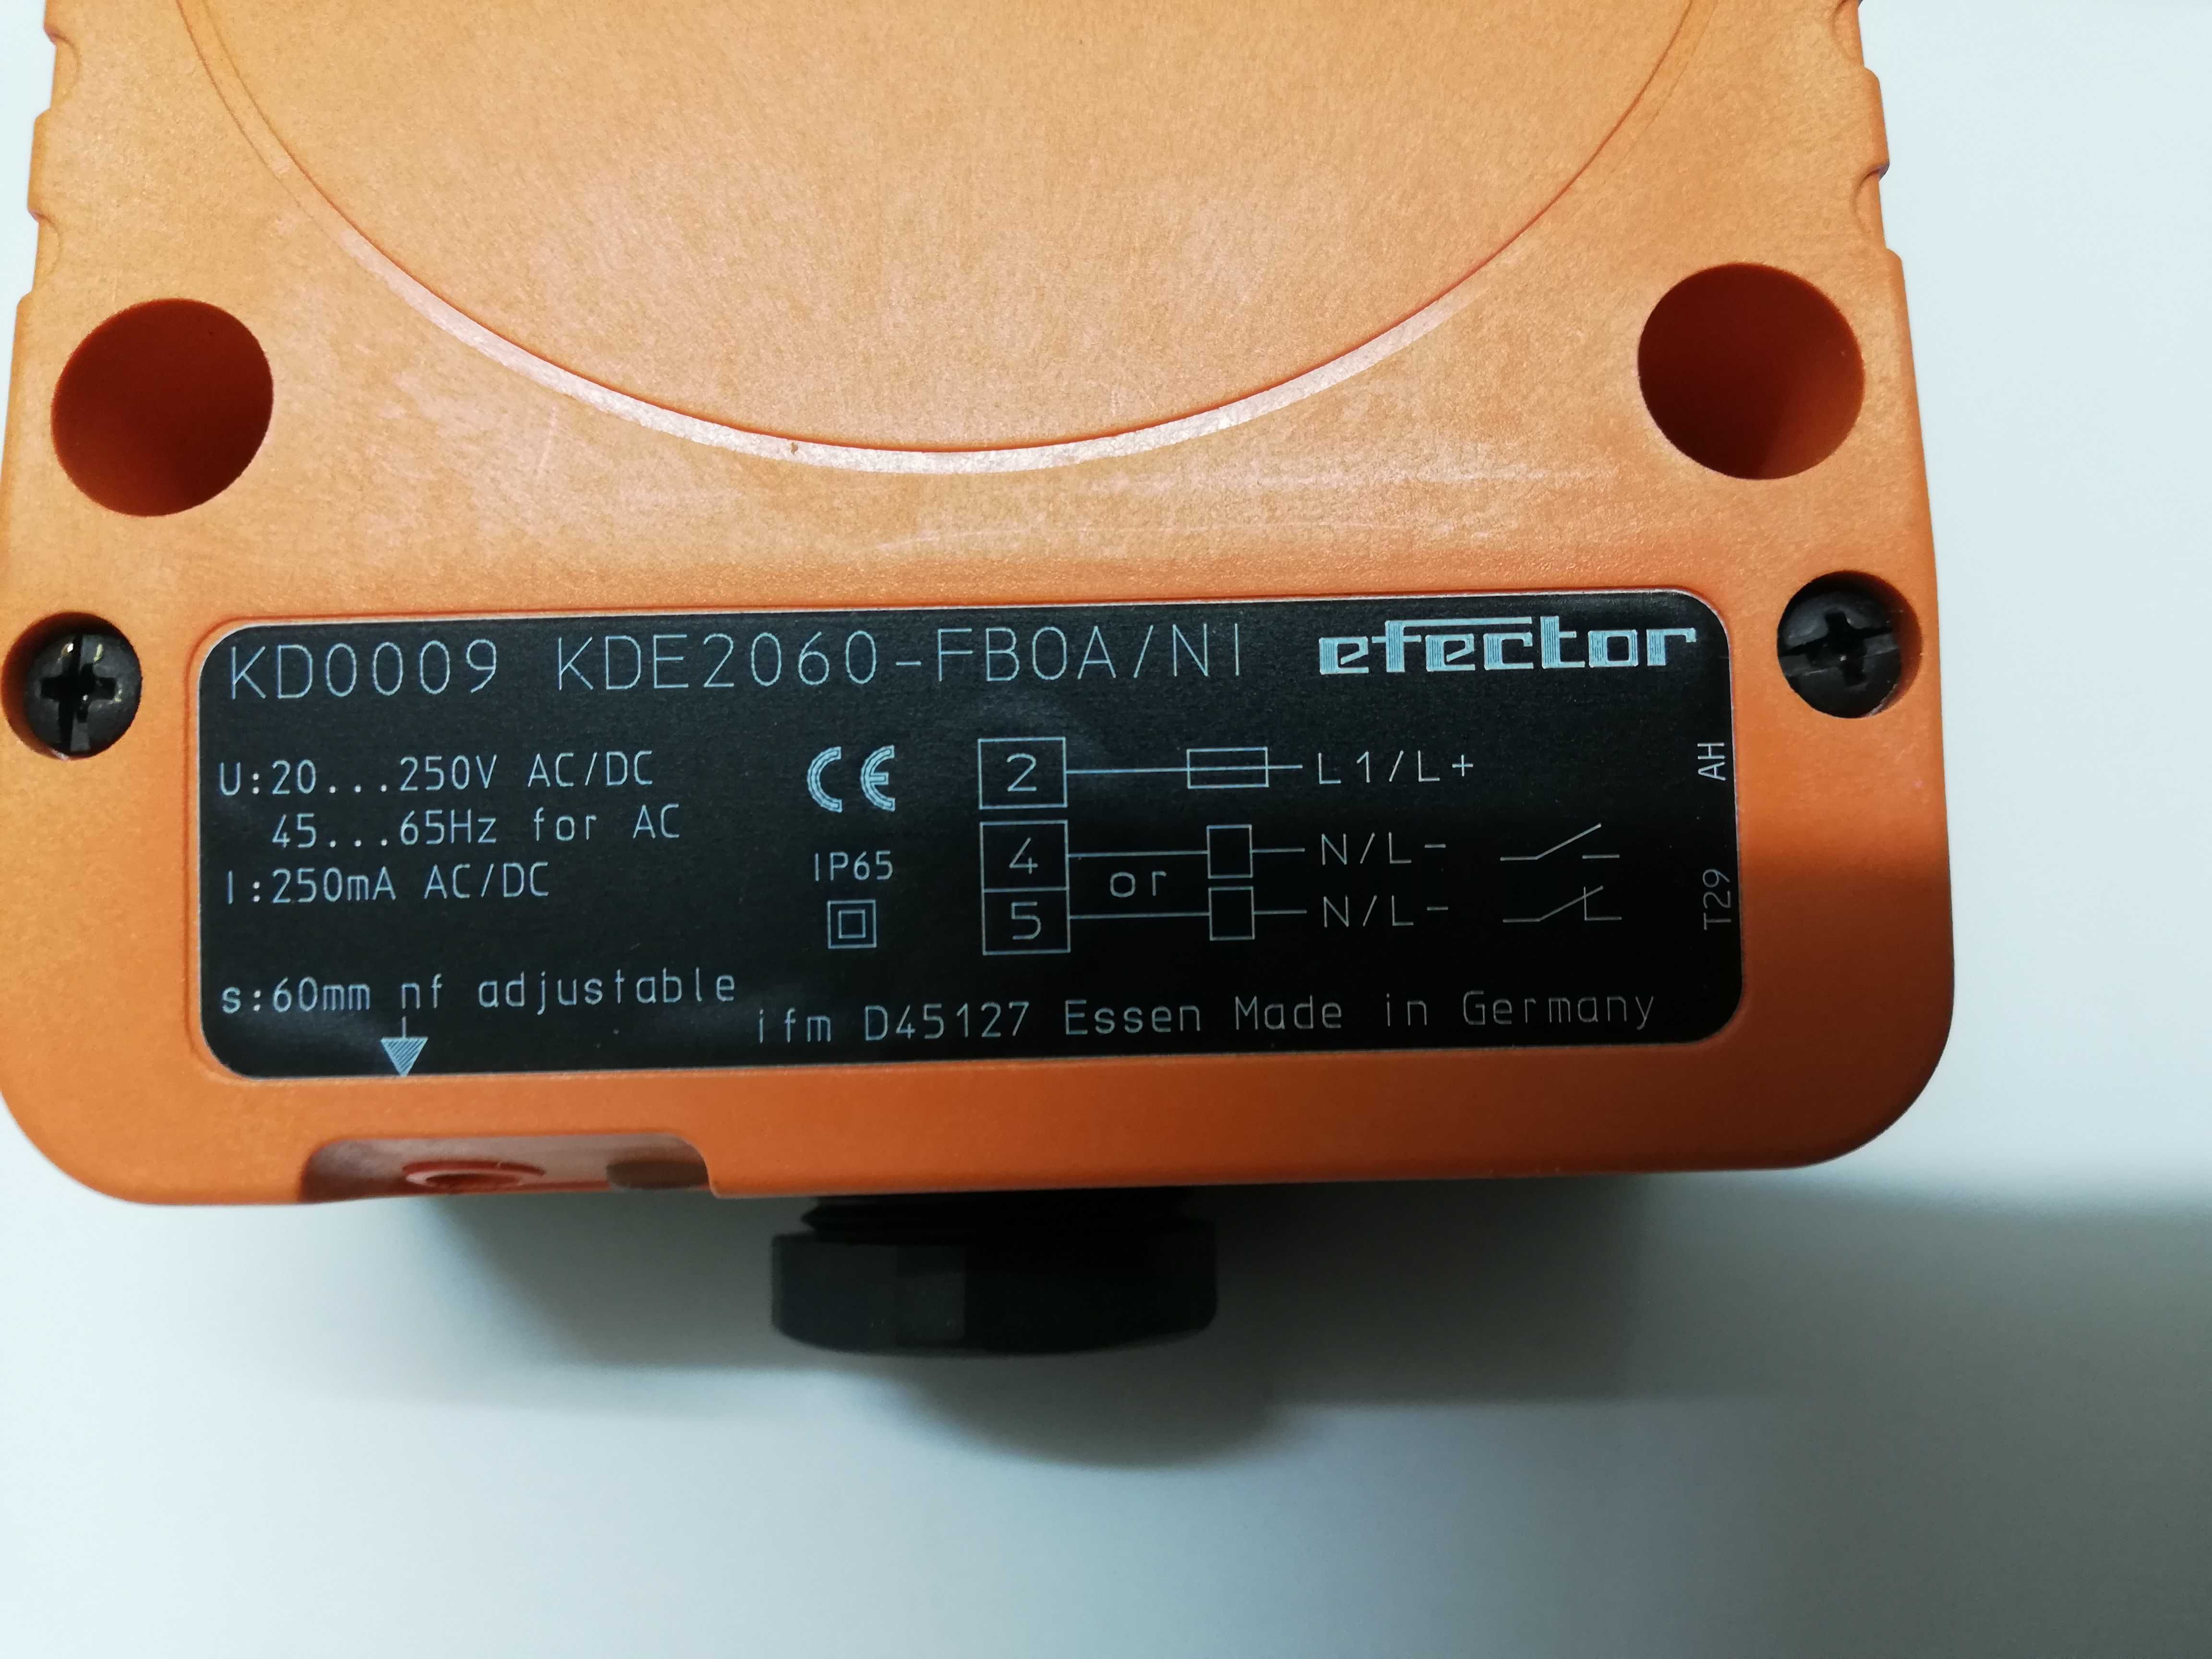 KD0009 KDE2060-FBOA/NI efector
U:20...250V AC/DC
45...65Hz for AC
I:250mA AC/DC
s:60mm nf adjustable
CE
IP65
2 L1/L+
4 N/L-
or
5 N/L-
ifm D45127 Essen Made in Germany
T29 AH